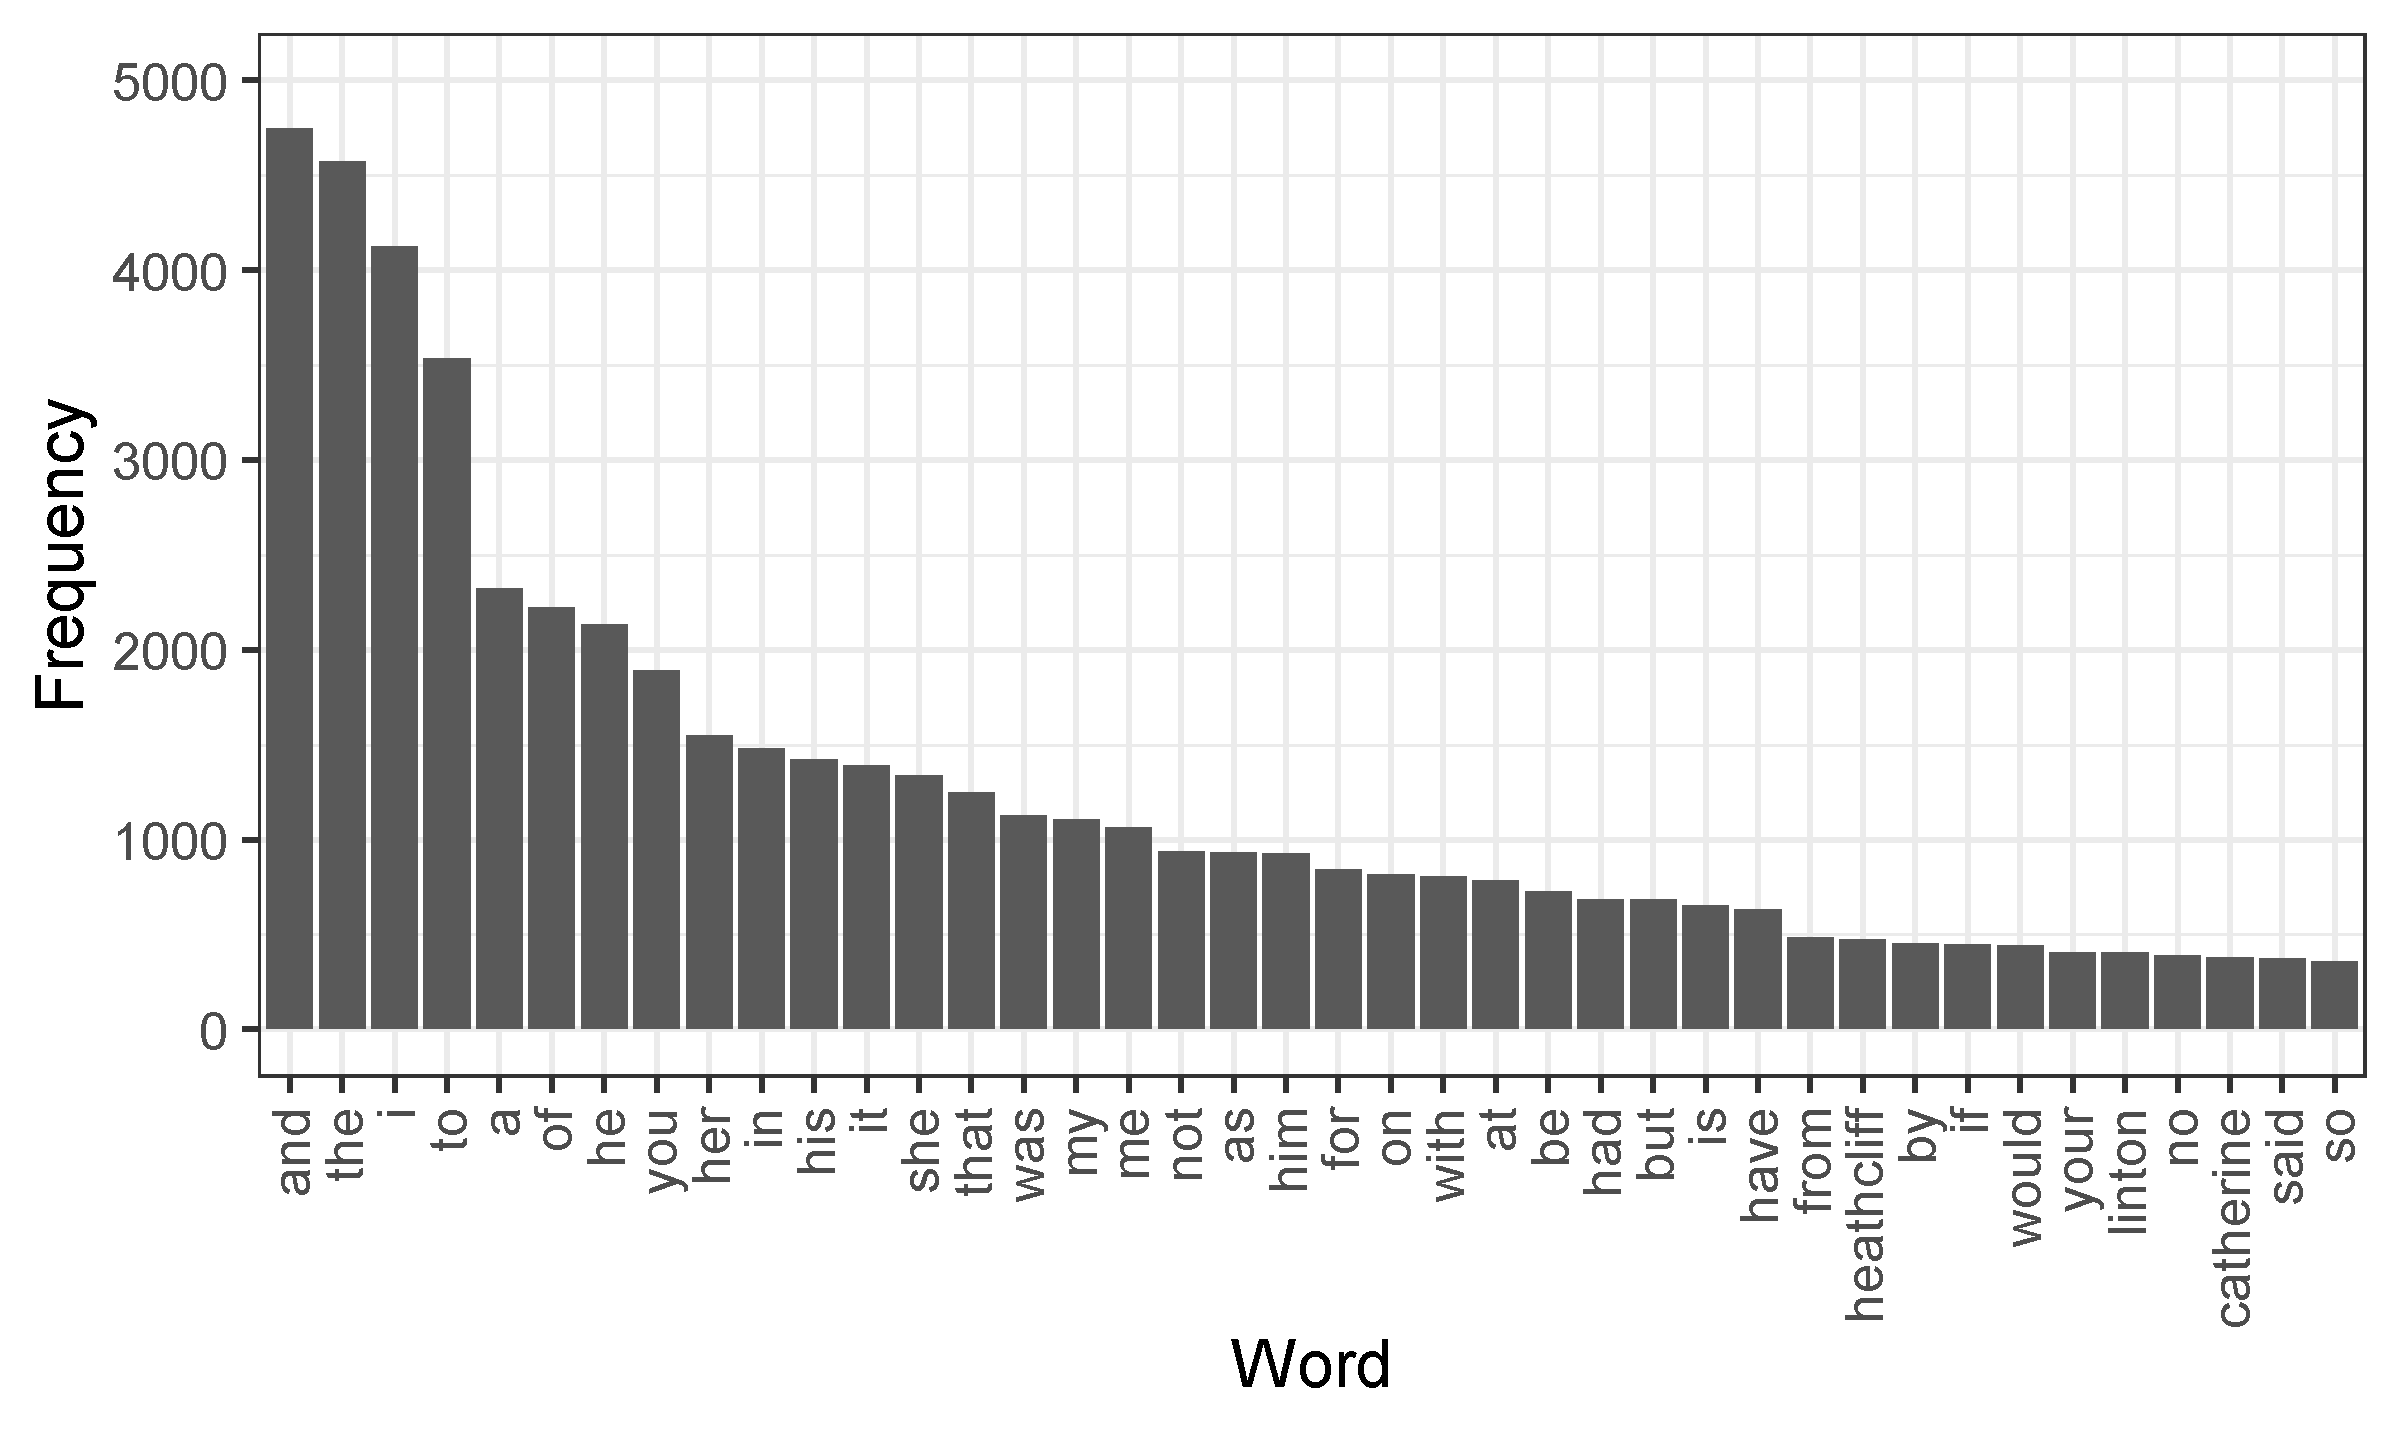 Frequency
5000
4000
3000
2000
1000
0
and the i to a of he you her in his it she that was my me not as him for on with at be had but is have from heathcliff by if would your linton no catherine said so
Word